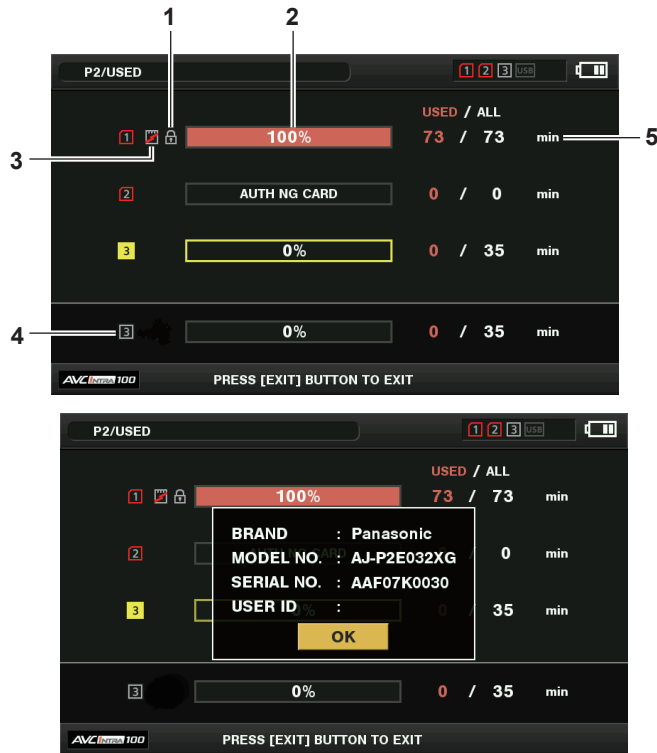 1 2
P2/USED 1 2 3 USB
USED / ALL
1 100% 73 / 73 min 5
3
2 AUTH NG CARD 0 / 0 min
3 0% 0 / 35 min
4 3 0% 0 / 35 min
AVC INTRA 100 PRESS [EXIT] BUTTON TO EXIT
P2/USED 1 2 3 USB
USED / ALL
1 100% 73 / 73 min
BRAND : Panasonic
2 MODEL NO. : AJ-P2E032XG / 0 min
SERIAL NO. : AAF07K0030
3 USER ID : 0 / 35 min
OK
3 0% 0 / 35 min
AVC INTRA 100 PRESS [EXIT] BUTTON TO EXIT